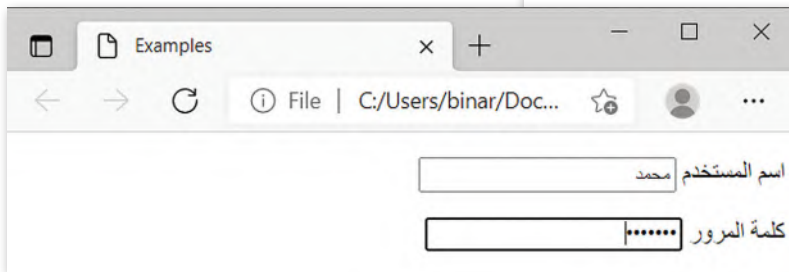 Examples
File | C:/Users/binar/Doc...
اسم المستخدم محمد
كلمة المرور •••••••